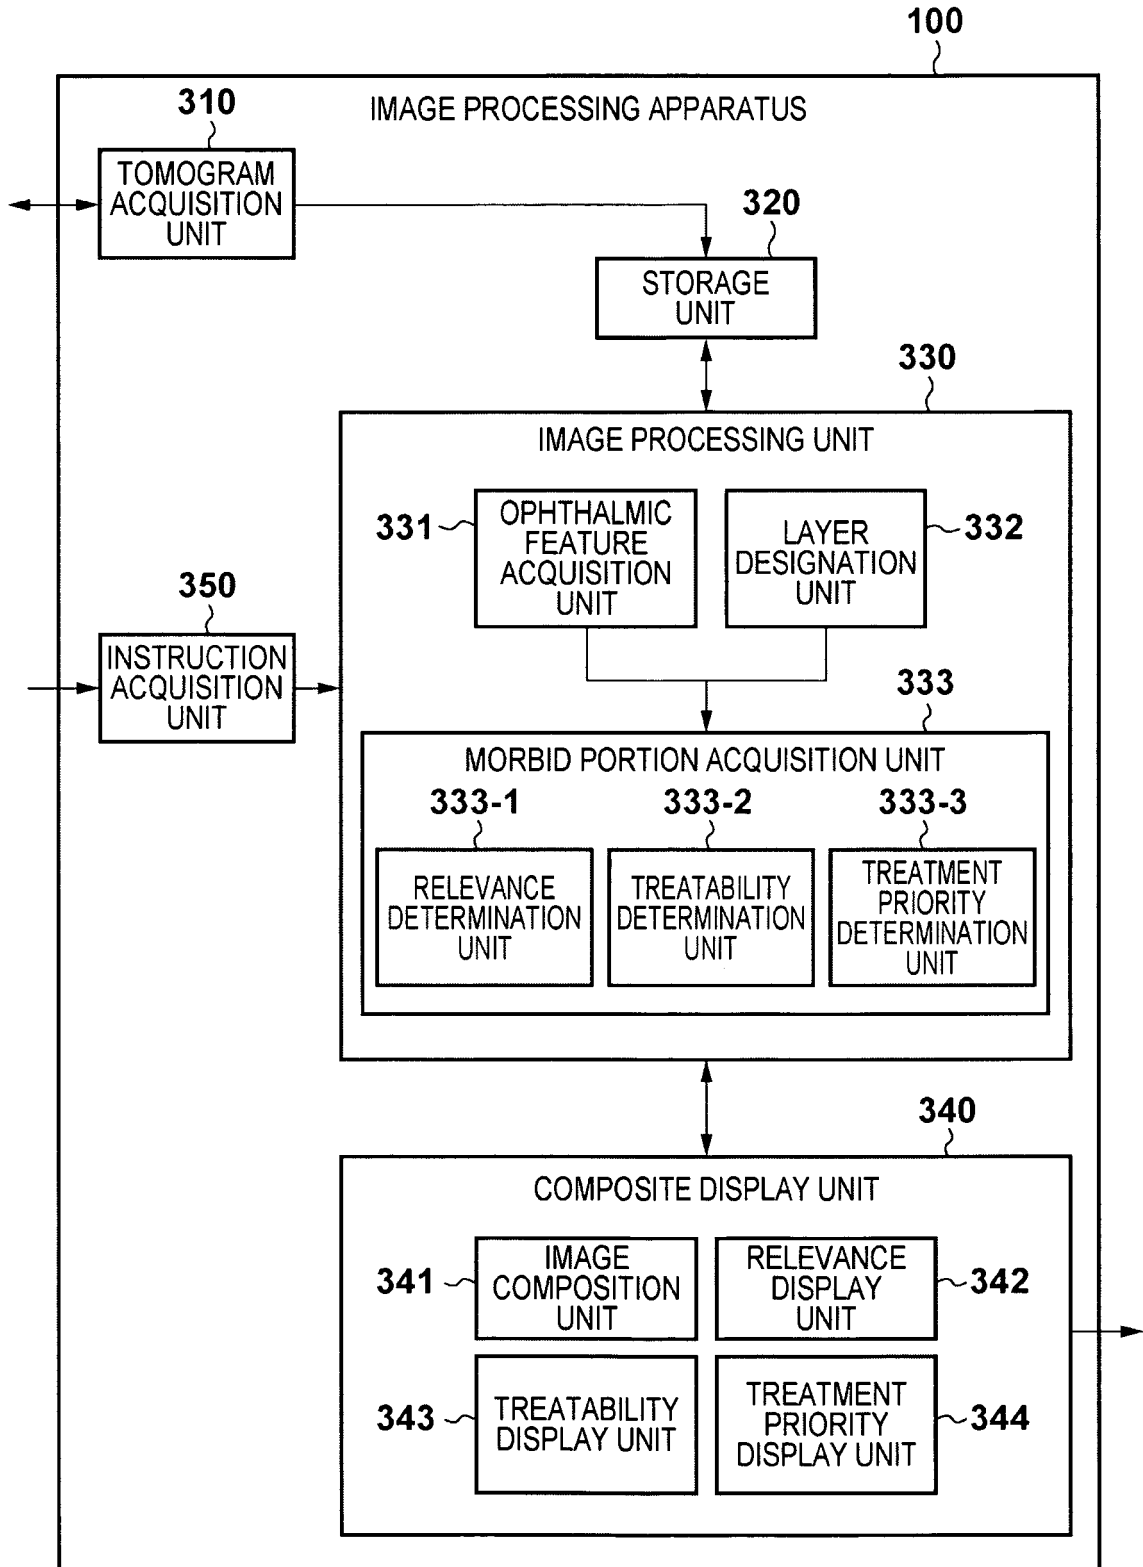 100
IMAGE PROCESSING APPARATUS
310
TOMOGRAM
ACQUISITION
UNIT
320
STORAGE
UNIT
330
IMAGE PROCESSING UNIT
331
OPHTHALMIC
FEATURE
ACQUISITION
UNIT
LAYER
DESIGNATION
UNIT
332
350
INSTRUCTION
ACQUISITION
UNIT
333
MORBID PORTION ACQUISITION UNIT
333-1
RELEVANCE
DETERMINATION
UNIT
333-2
TREATABILITY
DETERMINATION
UNIT
333-3
TREATMENT
PRIORITY
DETERMINATION
UNIT
340
COMPOSITE DISPLAY UNIT
341
IMAGE
COMPOSITION
UNIT
RELEVANCE
DISPLAY
UNIT
342
343
TREATABILITY
DISPLAY UNIT
TREATMENT
PRIORITY
DISPLAY UNIT
344